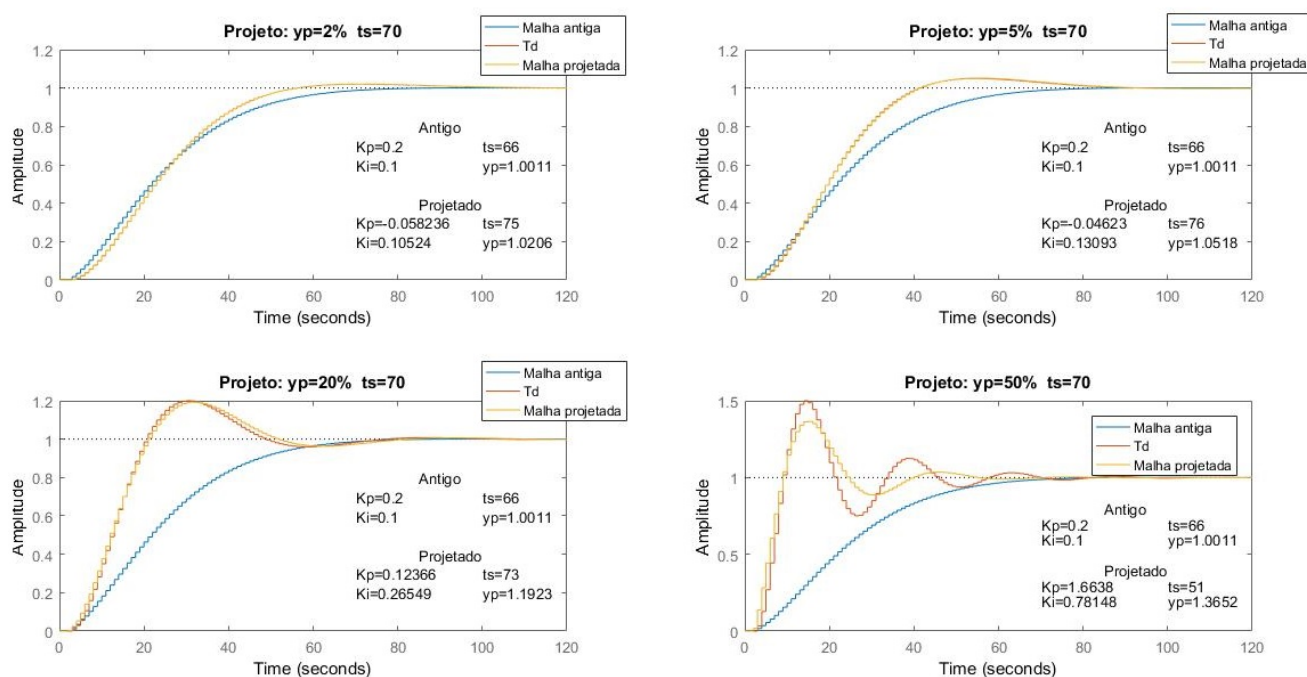 Projeto: yp=2% ts=70
Malha antiga
Td
Malha projetada
1.2
1
0.8
0.6
0.4
0.2
0
Amplitude
Antigo
Kp=0.2 ts=66
Ki=0.1 yp=1.0011
Projetado
Kp=-0.058236 ts=75
Ki=0.10524 yp=1.0206
0 20 40 60 80 100 120
Time (seconds)
Projeto: yp=5% ts=70
Malha antiga
Td
Malha projetada
1.2
1
0.8
0.6
0.4
0.2
0
Amplitude
Antigo
Kp=0.2 ts=66
Ki=0.1 yp=1.0011
Projetado
Kp=-0.04623 ts=76
Ki=0.13093 yp=1.0518
0 20 40 60 80 100 120
Time (seconds)
Projeto: yp=20% ts=70
Malha antiga
Td
Malha projetada
1.2
1
0.8
0.6
0.4
0.2
0
Amplitude
Antigo
Kp=0.2 ts=66
Ki=0.1 yp=1.0011
Projetado
Kp=0.12366 ts=73
Ki=0.26549 yp=1.1923
0 20 40 60 80 100 120
Time (seconds)
Projeto: yp=50% ts=70
Malha antiga
Td
Malha projetada
1.5
1
0.5
0
Amplitude
Antigo
Kp=0.2 ts=66
Ki=0.1 yp=1.0011
Projetado
Kp=1.6638 ts=51
Ki=0.78148 yp=1.3652
0 20 40 60 80 100 120
Time (seconds)